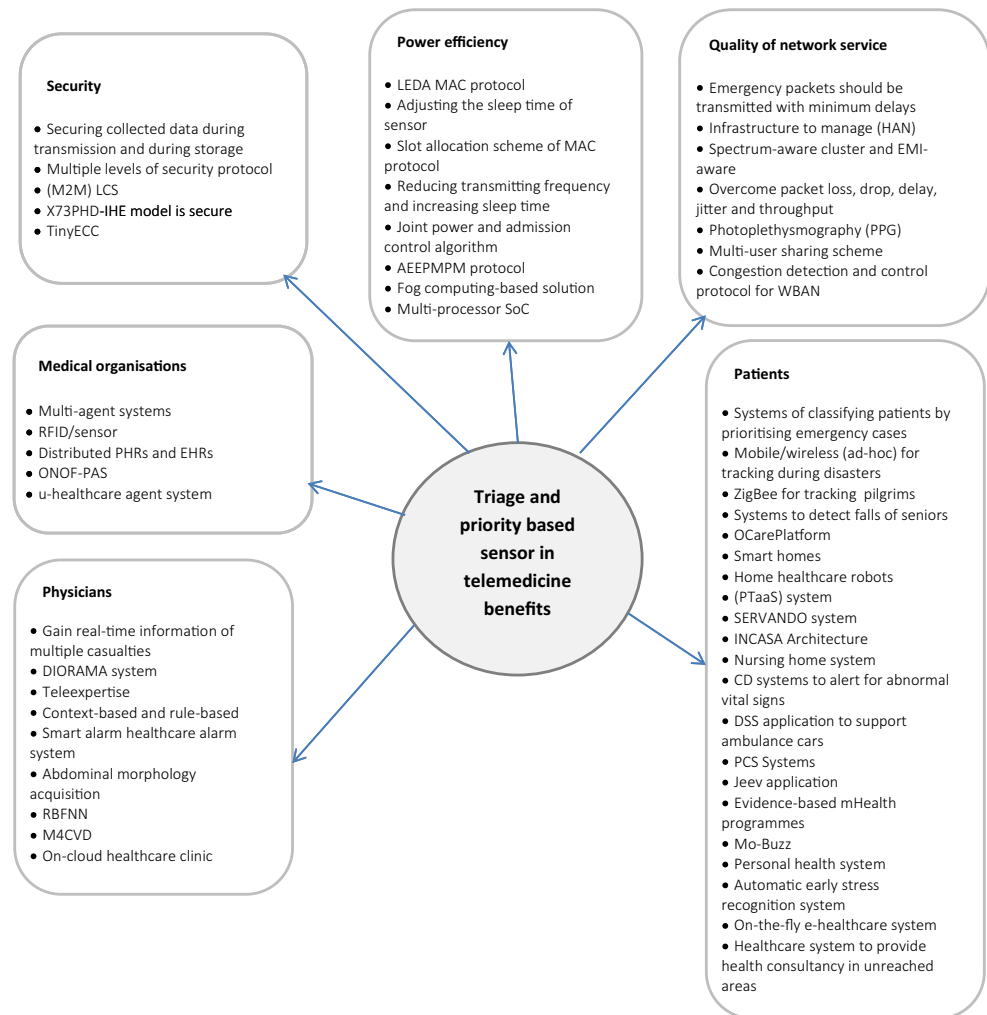 Security
● Securing collected data during
transmission and during storage
● Multiple levels of security protocol
● (M2M) LCS
● X73PHD-IHE model is secure
● TinyECC
Power efficiency
● LEDA MAC protocol
● Adjusting the sleep time of
sensor
● Slot allocation scheme of MAC
protocol
● Reducing transmitting frequency
and increasing sleep time
● Joint power and admission
control algorithm
● AEEPMPM protocol
● Fog computing-based solution
● Multi-processor SoC
Quality of network service
● Emergency packets should be
transmitted with minimum delays
● Infrastructure to manage (HAN)
● Spectrum-aware cluster and EMI-
aware
● Overcome packet loss, drop, delay,
jitter and throughput
● Photoplethysmography (PPG)
● Multi-user sharing scheme
● Congestion detection and control
protocol for WBAN
Medical organisations
● Multi-agent systems
● RFID/sensor
● Distributed PHRs and EHRs
● ONOF-PAS
● u-healthcare agent system
Triage and
priority based
sensor in
telemedicine
benefits
Patients
● Systems of classifying patients by
prioritising emergency cases
● Mobile/wireless (ad-hoc) for
tracking during disasters
● ZigBee for tracking pilgrims
● Systems to detect falls of seniors
● OCarePlatform
● Smart homes
● Home healthcare robots
● (PTaaS) system
● SERVANDO system
● INCASA Architecture
● Nursing home system
● CD systems to alert for abnormal
vital signs
● DSS application to support
ambulance cars
● PCS Systems
● Jeev application
● Evidence-based mHealth
programmes
● Mo-Buzz
● Personal health system
● Automatic early stress
recognition system
● On-the-fly e-healthcare system
● Healthcare system to provide
health consultancy in unreached
areas
Physicians
● Gain real-time information of
multiple casualties
● DIORAMA system
● Teleexpertise
● Context-based and rule-based
● Smart alarm healthcare alarm
system
● Abdominal morphology
acquisition
● RBFNN
● M4CVD
● On-cloud healthcare clinic